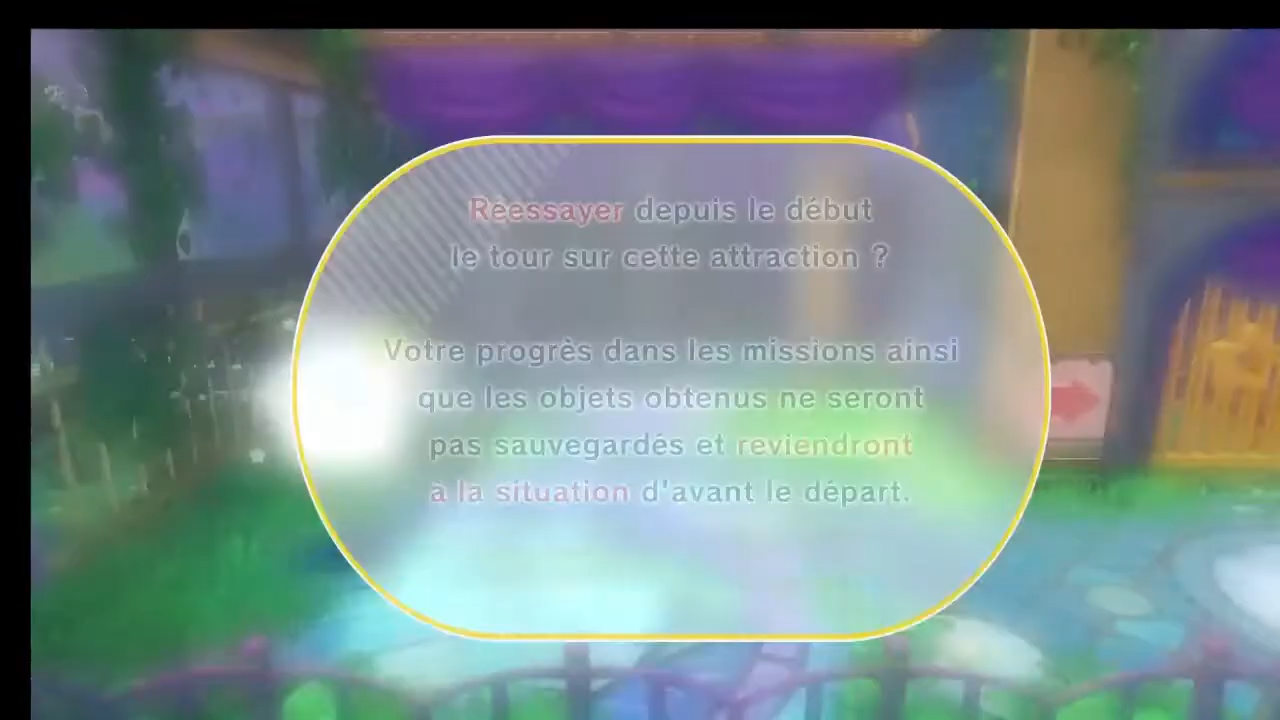 Réessayer depuis le début
le tour sur cette attraction ?
Votre progrès dans les missions ainsi
que les objets obtenus ne seront
pas sauvegardés et reviendront
à la situation d'avant le départ.